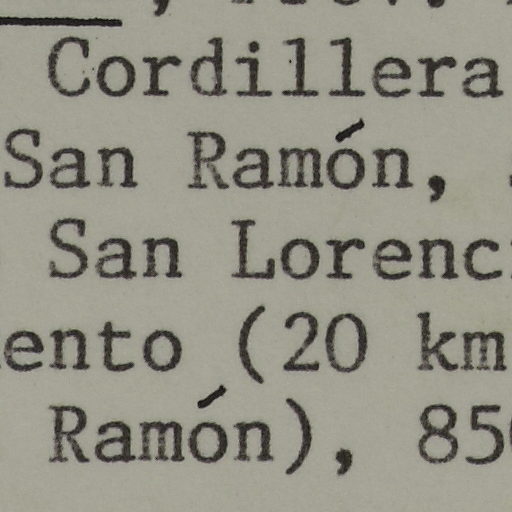 Cordillera
San Ramón,
San Lorenc
ento (20 km
Ramón), 85